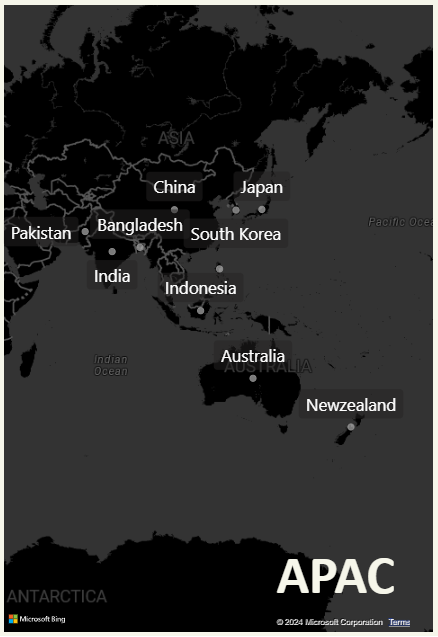 ASIA
China
Japan
Pacific Ocea
Bangladesh
Pakistan
South Korea
India
Indonesia
Indian
Ocean
Australia
AUSTRALIA
Newzealand
APAC
ANTARCTICA
Microsoft Bing
© 2024 Microsoft Corporation Terms